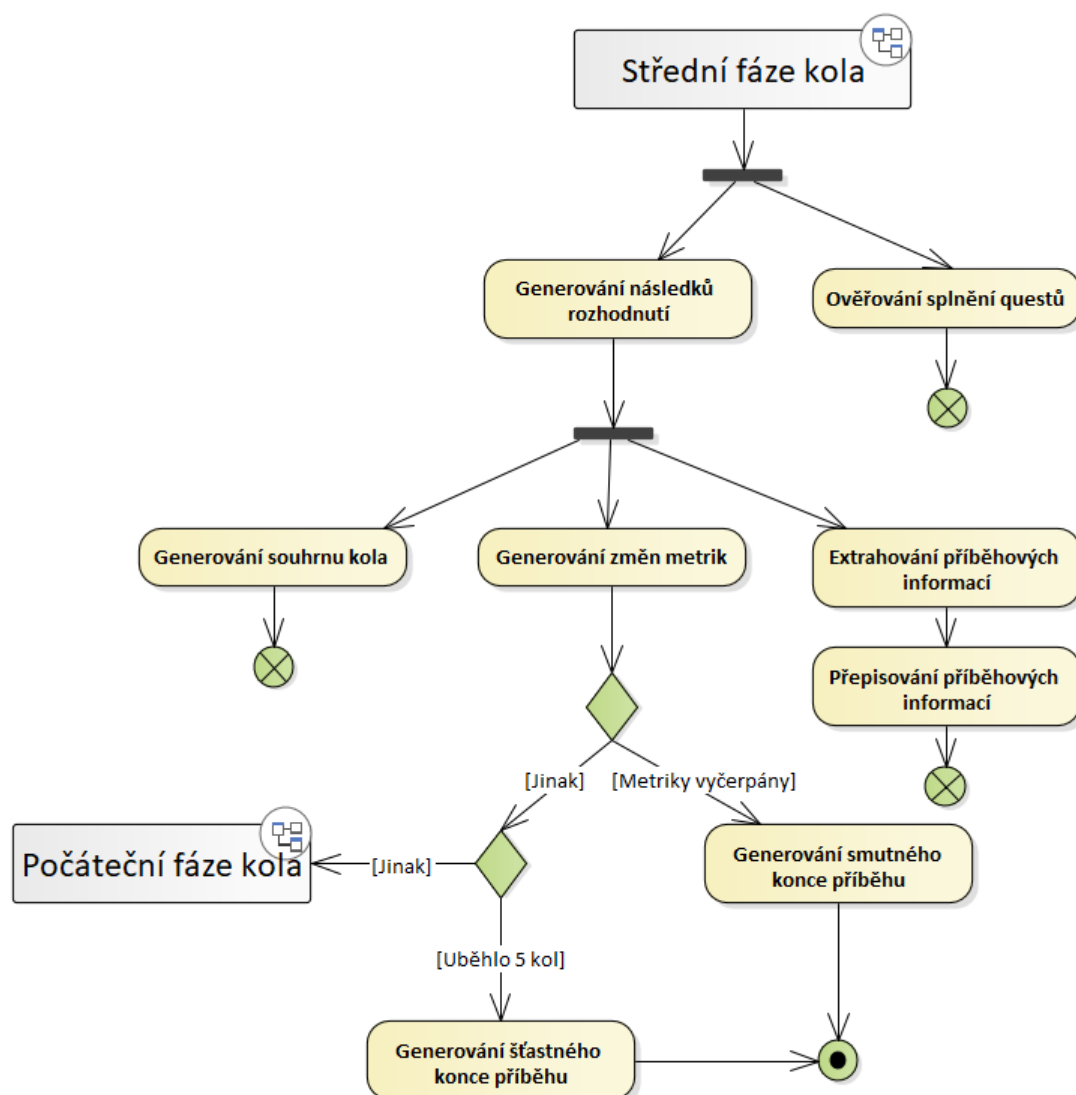 Střední fáze kola
Generování následků
rozhodnutí
Ověřování splnění questů
Generování souhrnu kola
Generování změn metrik
Extrahování příběhových
informací
Přepisování příběhových
informací
[Jinak]
[Metriky vyčerpány]
Počáteční fáze kola
[Jinak]
Generování smutného
konce příběhu
[Uběhlo 5 kol]
Generování šťastného
konce příběhu